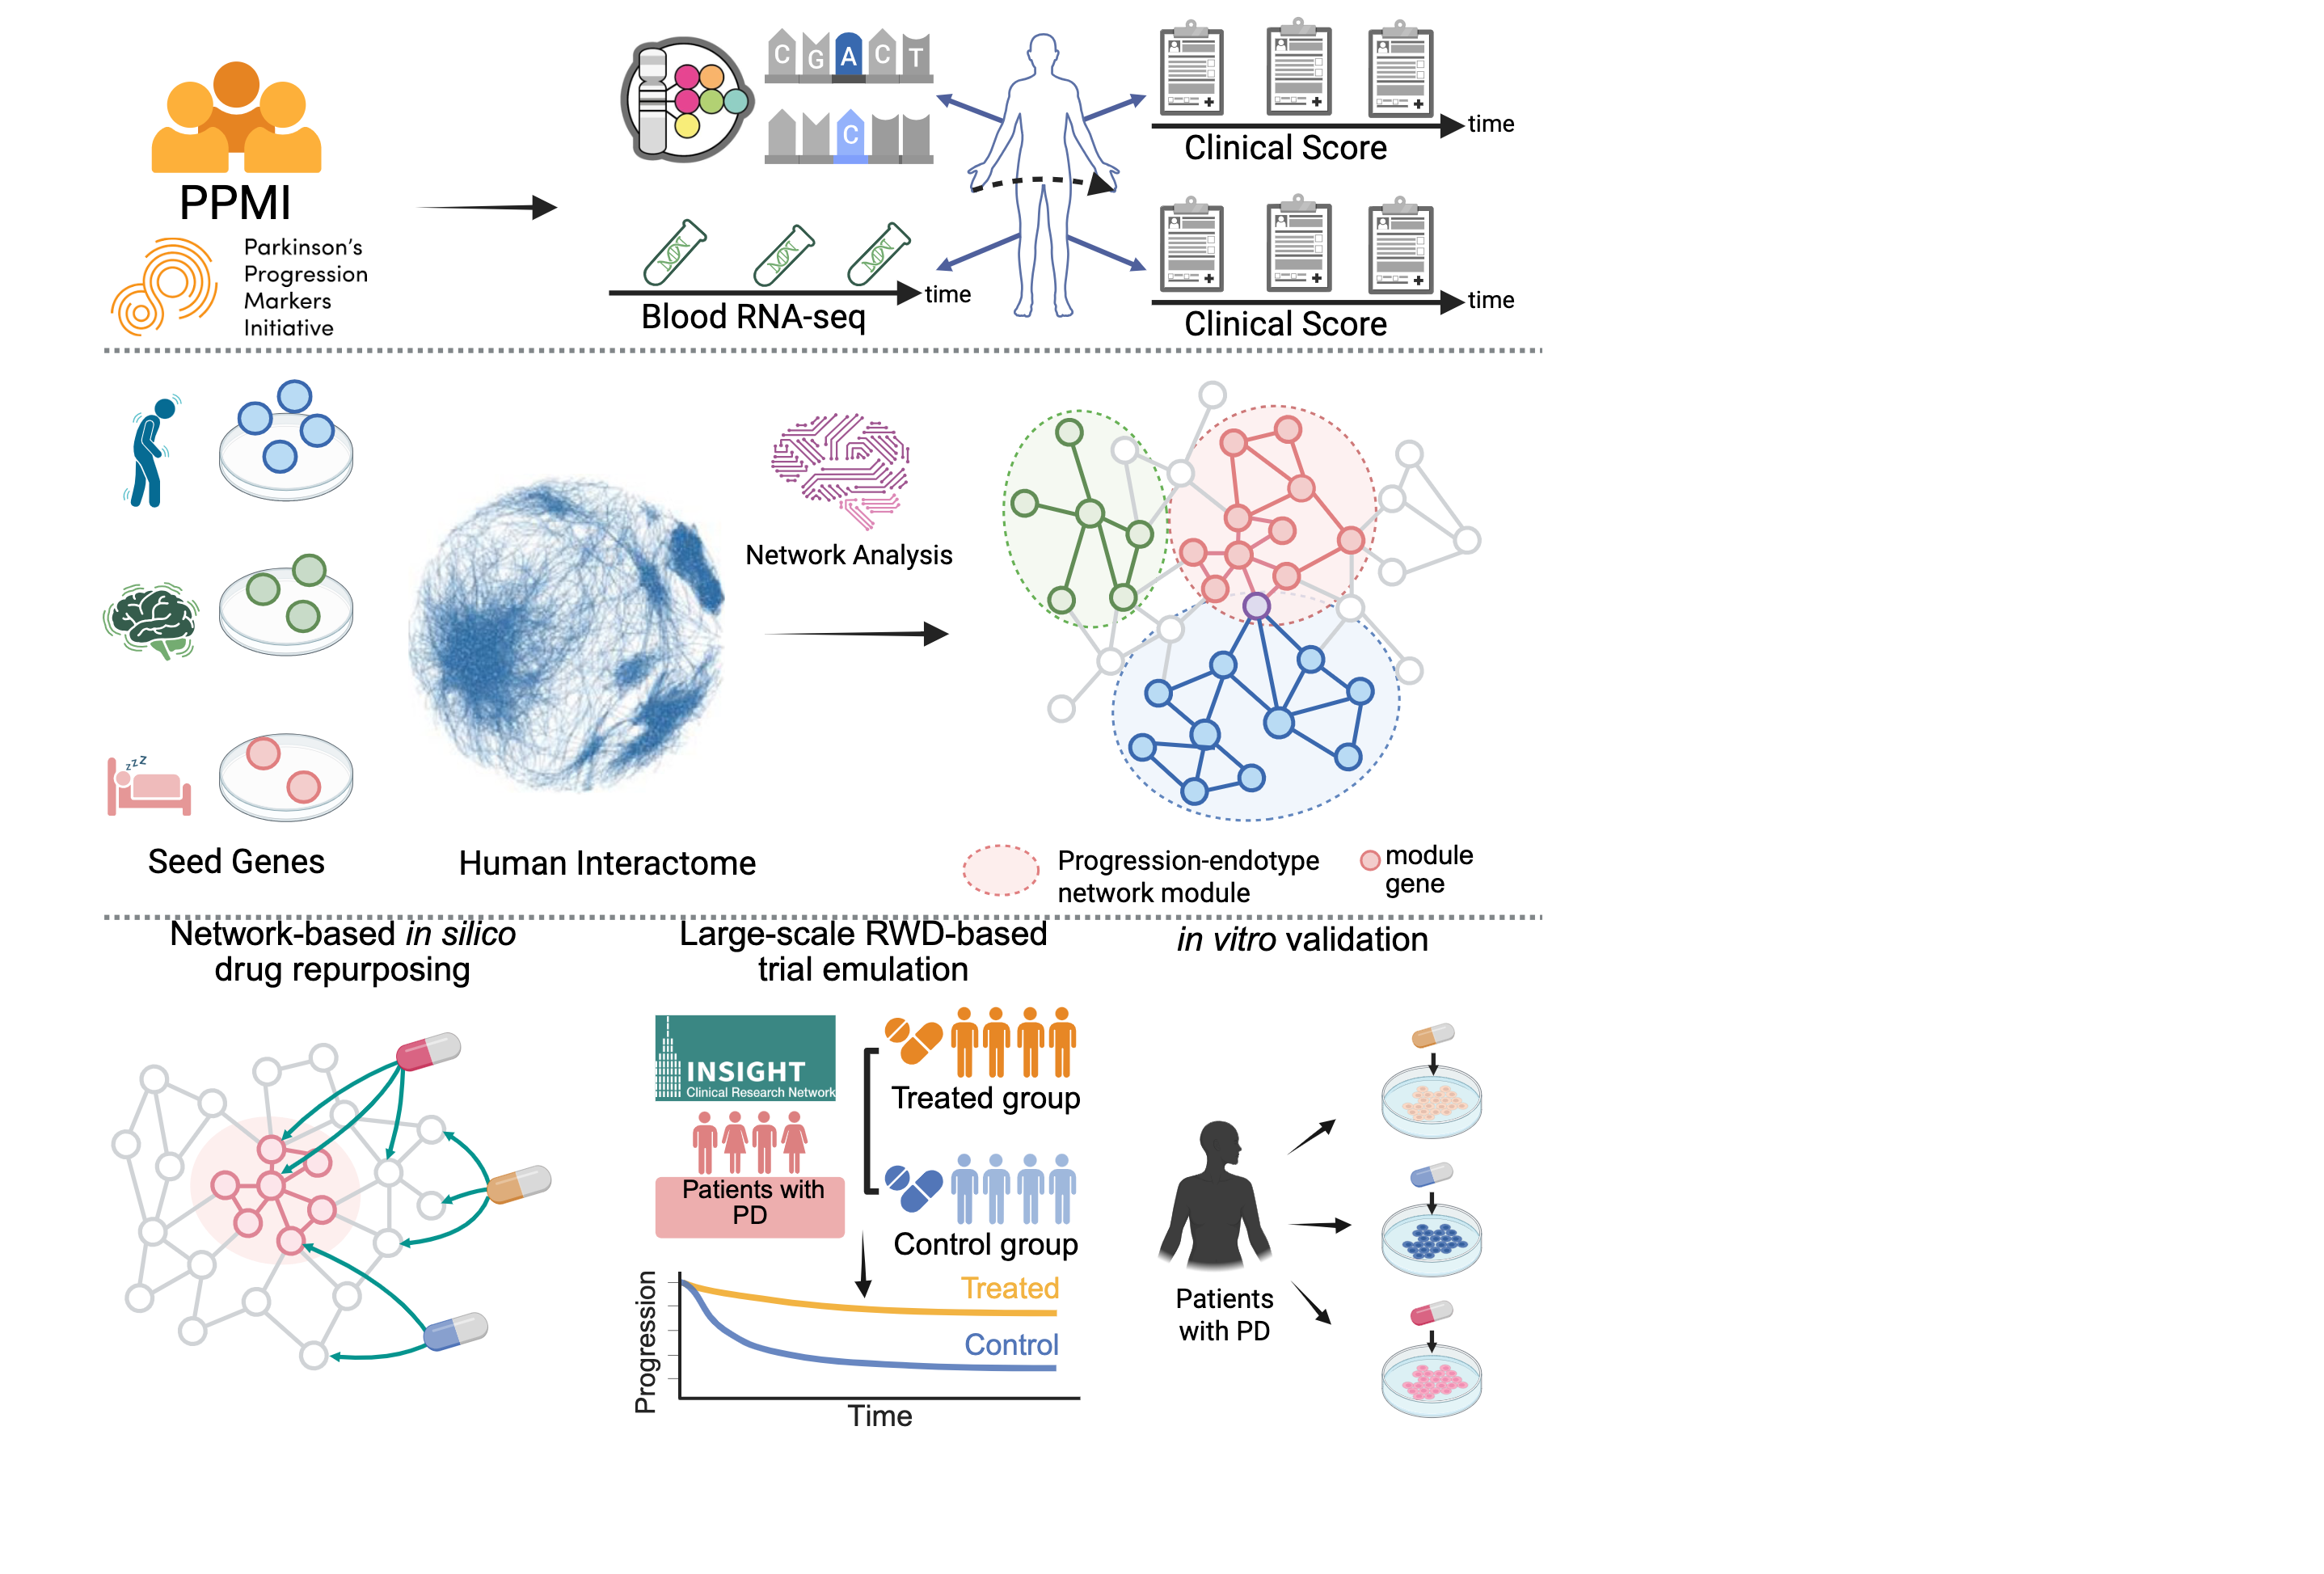 C G A C T
C
PPMI
Parkinson's
Progression
Markers
Initiative
time
Blood RNA-seq
time
Clinical Score
time
Clinical Score
zzz
Seed Genes
Human Interactome
Network Analysis
Progression-endotype
network module
module
gene
Network-based in silico
drug repurposing
Large-scale RWD-based
trial emulation
in vitro validation
INSIGHT
Clinical Research Network
Patients with
PD
Treated group
Control group
Progression
Treated
Control
Time
Patients
with PD